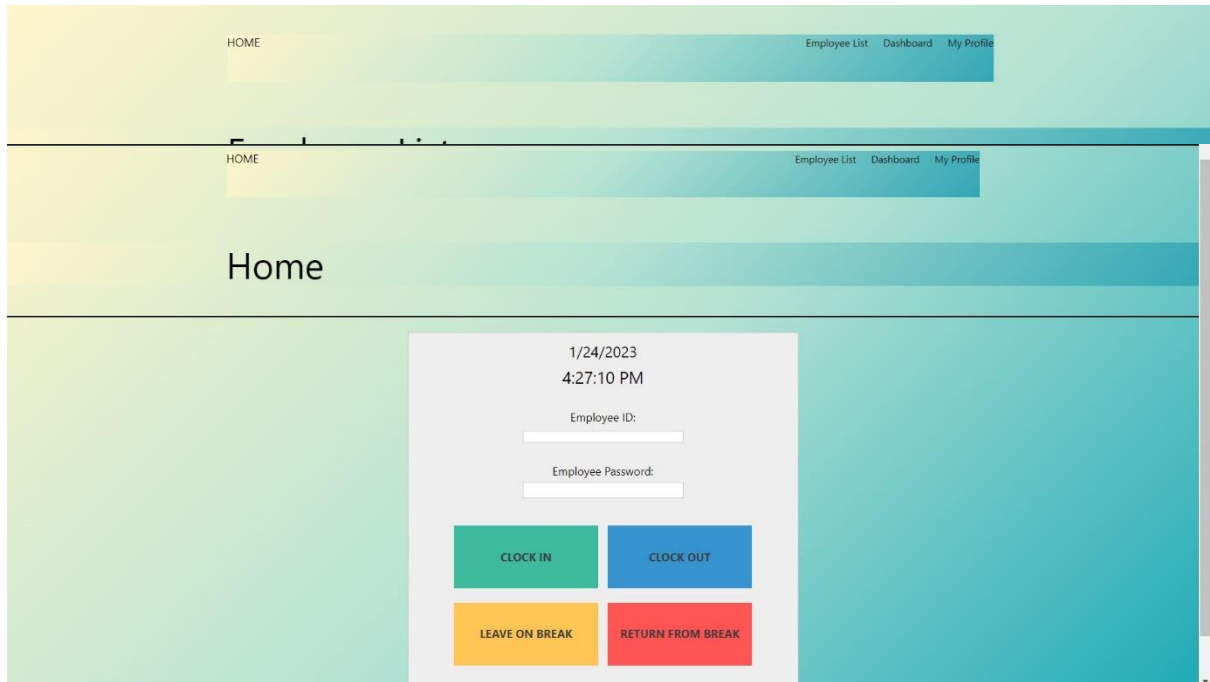 HOME Employee List Dashboard My Profile
HOME Employee List Dashboard My Profile
Home
1/24/2023
4:27:10 PM
Employee ID:
Employee Password:
CLOCK IN CLOCK OUT
LEAVE ON BREAK RETURN FROM BREAK